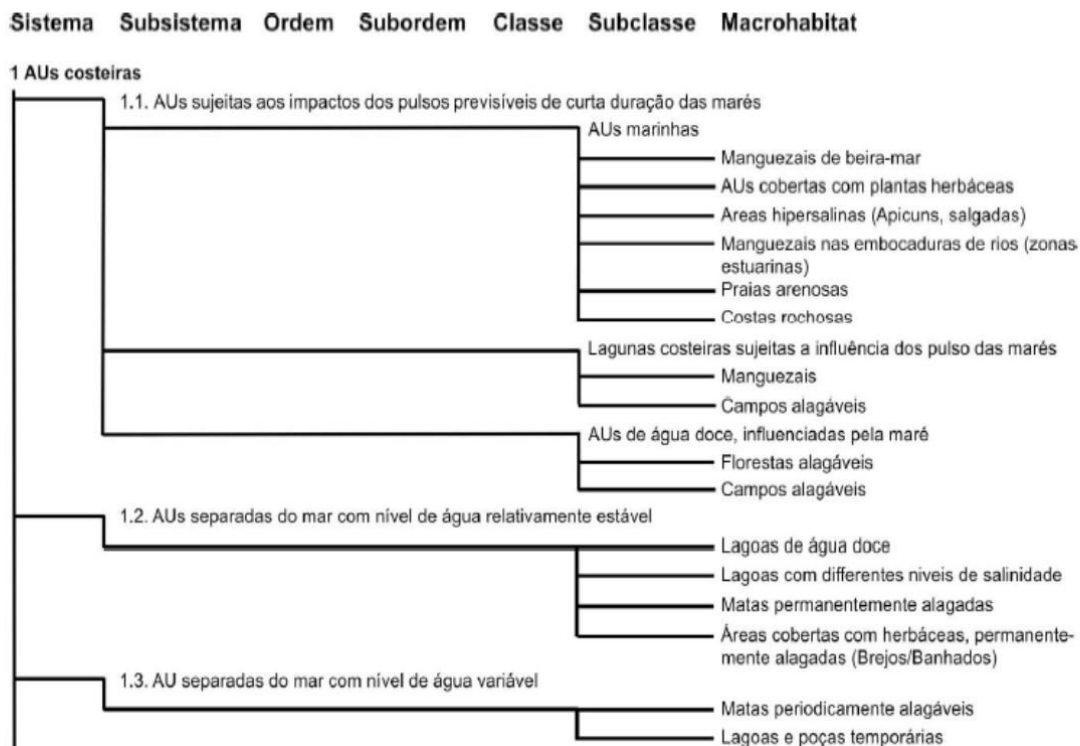 Sistema Subsistema Ordem Subordem Classe Subclasse Macrohabitat
1 AUs costeiras
1.1. AUs sujeitas aos impactos dos pulsos previsíveis de curta duração das marés
AUs marinhas
Manguezais de beira-mar
AUs cobertas com plantas herbáceas
Areas hipersalinas (Apicuns, salgadas)
Manguezais nas embocaduras de rios (zonas
estuarinas)
Praias arenosas
Costas rochosas
Lagunas costeiras sujeitas a influência dos pulso das marés
Manguezais
Campos alagáveis
AUs de água doce, influenciadas pela maré
Florestas alagáveis
Campos alagáveis
1.2. AUs separadas do mar com nível de água relativamente estável
Lagoas de água doce
Lagoas com differentes niveis de salinidade
Matas permanentemente alagadas
Áreas cobertas com herbáceas, permanente-
mente alagadas (Brejos/Banhados)
1.3. AU separadas do mar com nível de água variável
Matas periodicamente alagáveis
Lagoas e poças temporárias